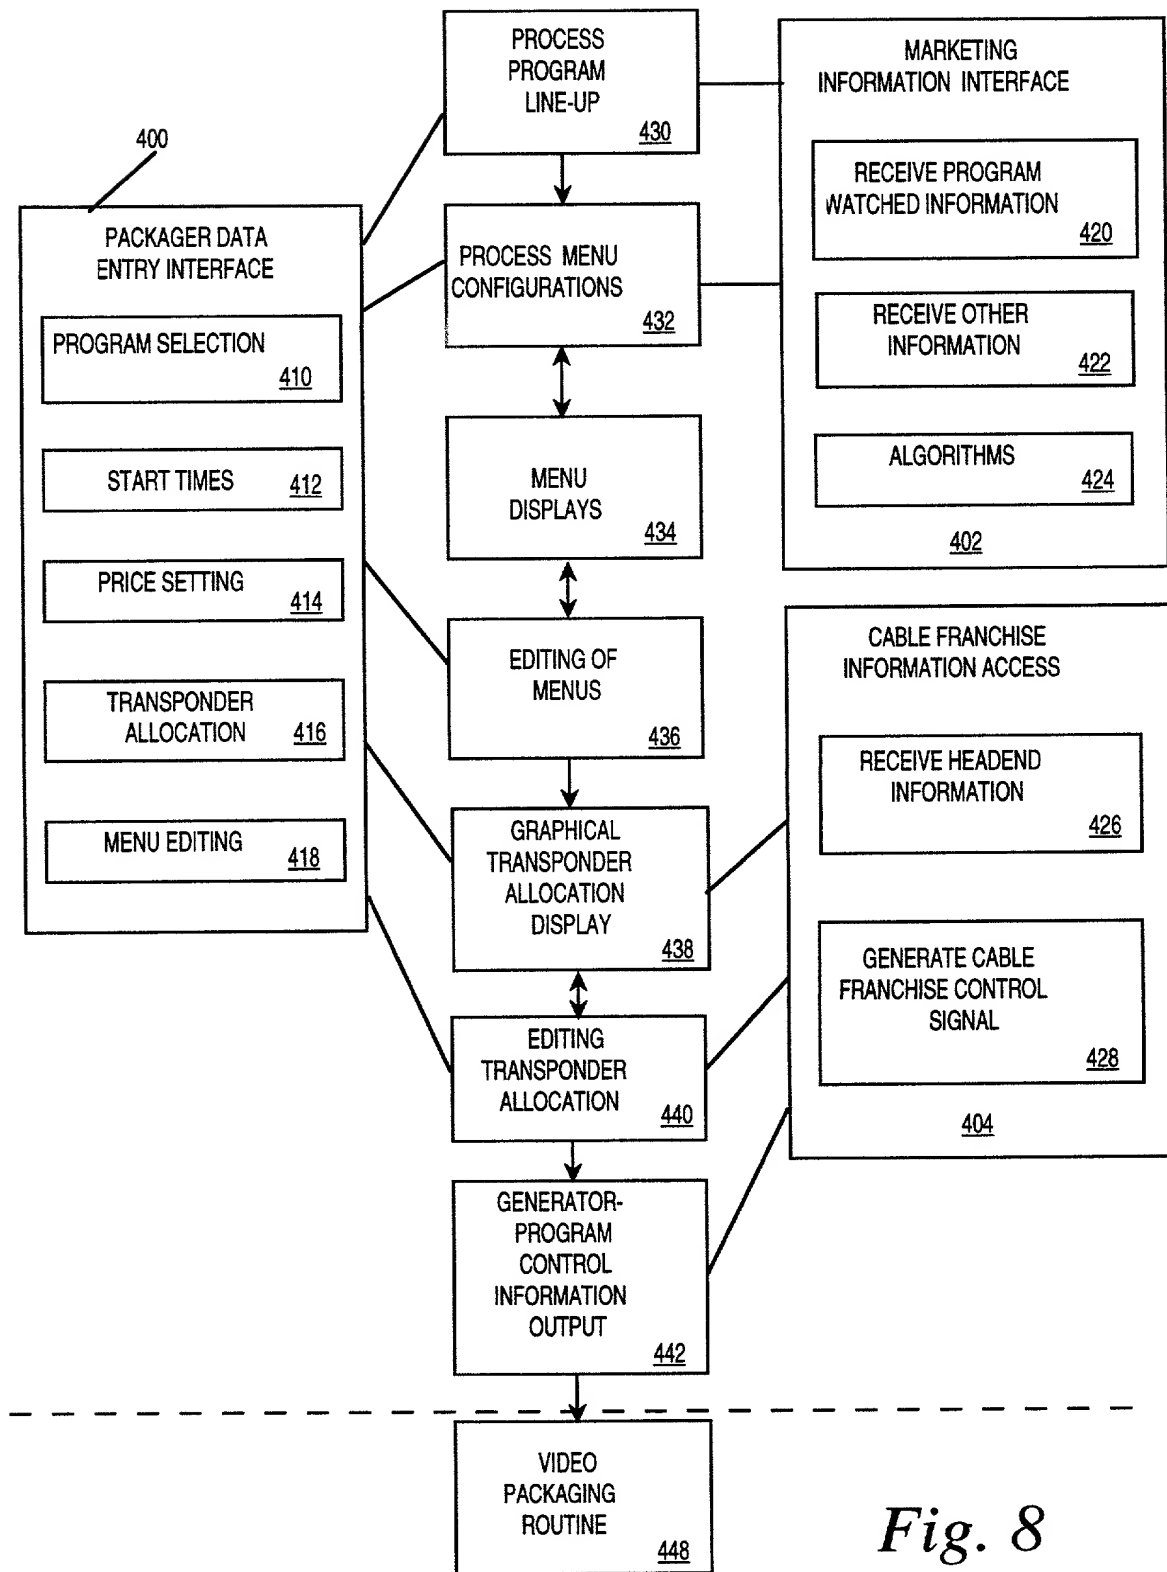 PROCESS
PROGRAM
LINE-UP
430
MARKETING
INFORMATION INTERFACE
RECEIVE PROGRAM
WATCHED INFORMATION
420
RECEIVE OTHER
INFORMATION
422
ALGORITHMS
424
402
400
PACKAGER DATA
ENTRY INTERFACE
PROGRAM SELECTION
410
START TIMES
412
PRICE SETTING
414
TRANSPONDER
ALLOCATION
416
MENU EDITING
418
PROCESS MENU
CONFIGURATIONS
432
MENU
DISPLAYS
434
EDITING OF
MENUS
436
GRAPHICAL
TRANSPONDER
ALLOCATION
DISPLAY
438
EDITING
TRANSPONDER
ALLOCATION
440
GENERATOR-
PROGRAM
CONTROL
INFORMATION
OUTPUT
442
CABLE FRANCHISE
INFORMATION ACCESS
RECEIVE HEADEND
INFORMATION
426
GENERATE CABLE
FRANCHISE CONTROL
SIGNAL
428
404
VIDEO
PACKAGING
ROUTINE
448
Fig. 8